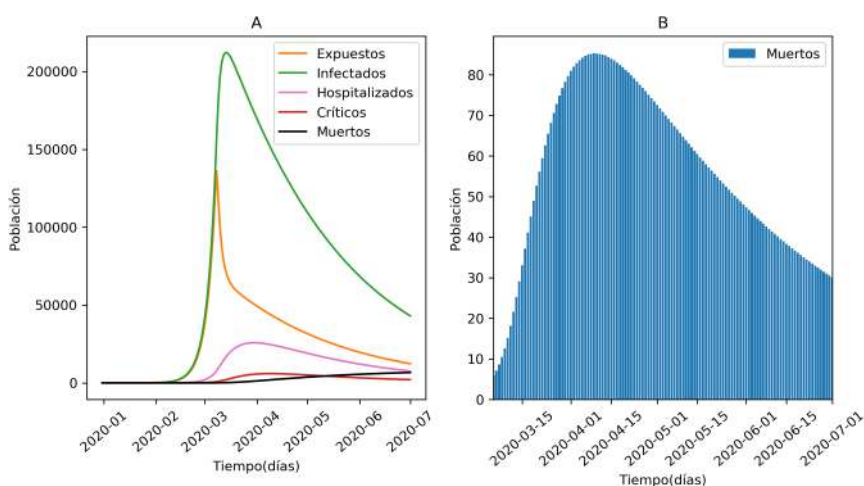 A
Población
200000
150000
100000
50000
0
Expuestos
Infectados
Hospitalizados
Críticos
Muertos
2020-01
2020-02
2020-03
2020-04
2020-05
2020-06
2020-07
Tiempo(días)
B
Población
80
70
60
50
40
30
20
10
0
Muertos
2020-03-15
2020-04-01
2020-04-15
2020-05-01
2020-05-15
2020-06-01
2020-06-15
2020-07-01
Tiempo(días)